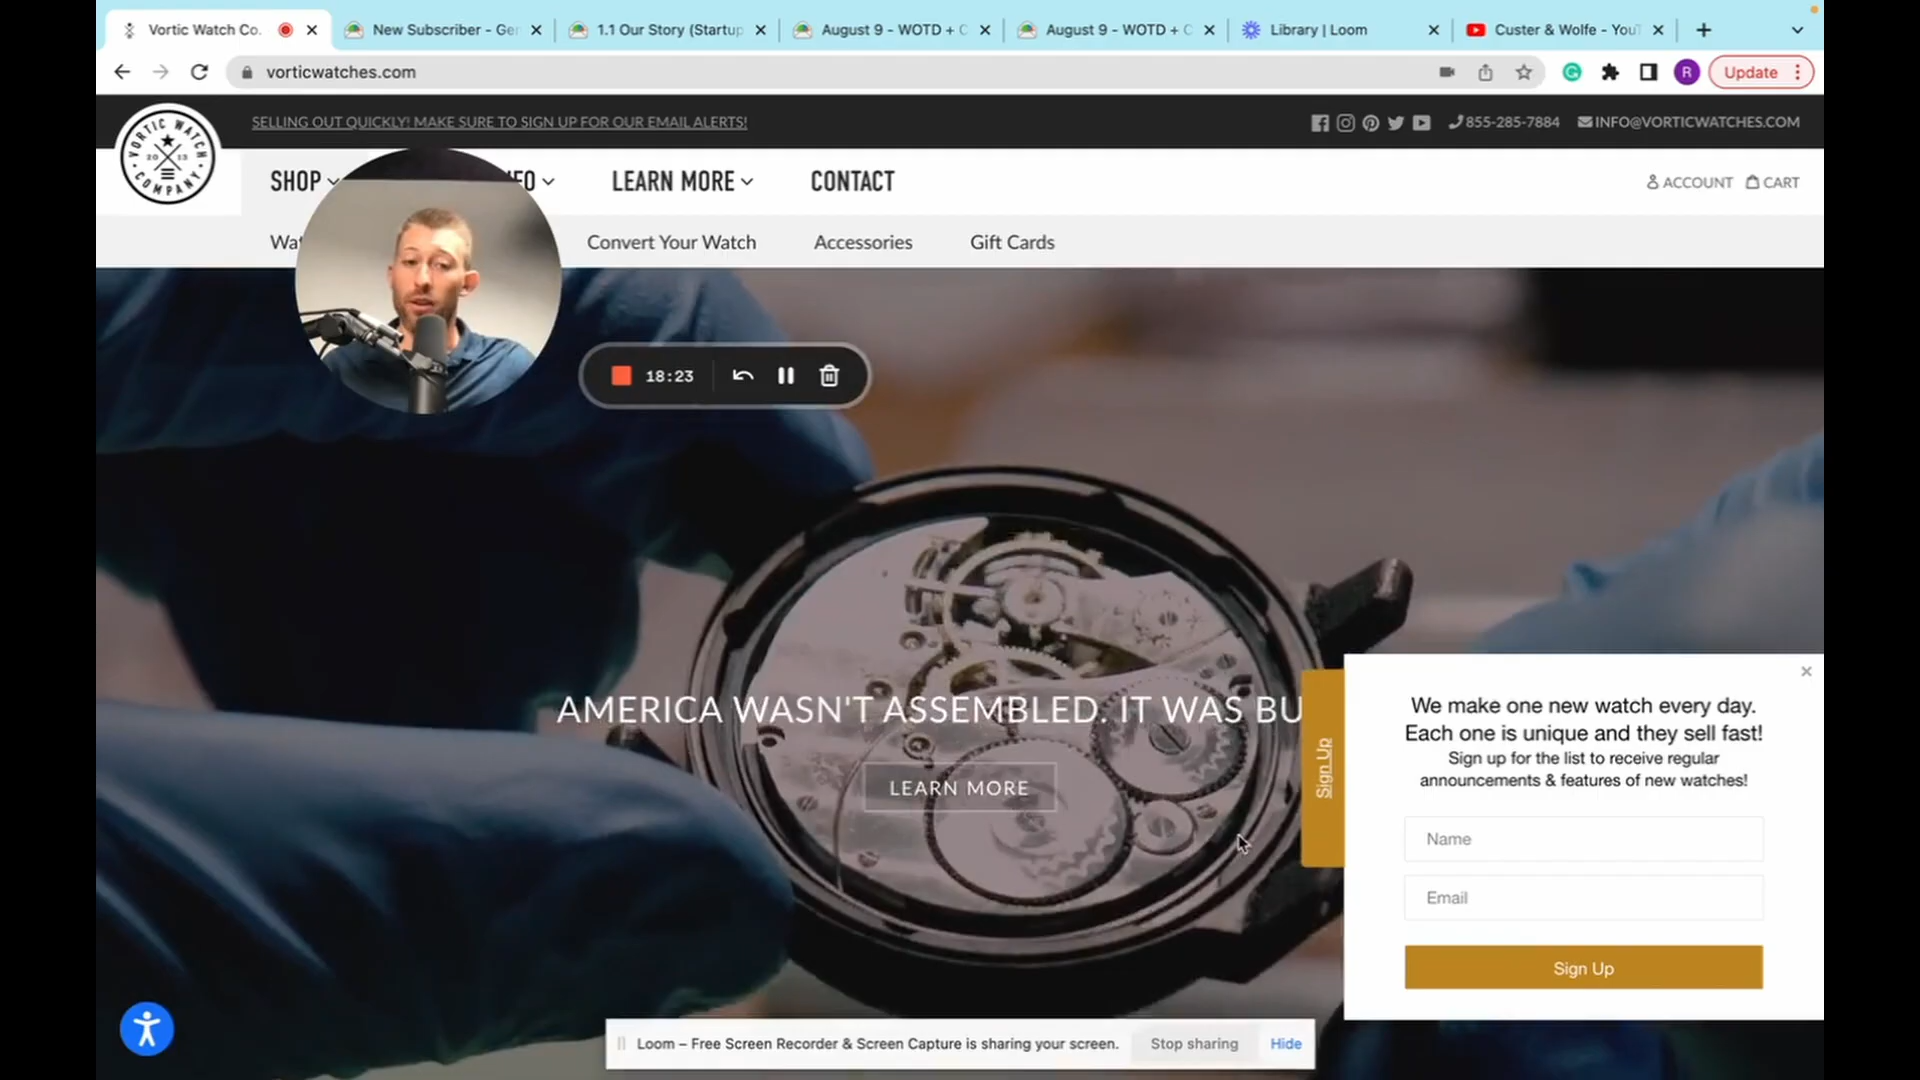 Vortic Watch Co.
New Subscriber - Ge
1.1 Our Story (Startup
August 9 - WOTD + C
August 9 - WOTD + C
Library | Loom
Custer & Wolfe - You
vorticwatches.com
R
Update
VORTIC WATCH
2013
COMPANY
SELLING OUT QUICKLY! MAKE SURE TO SIGN UP FOR OUR EMAIL ALERTS!
855-285-7884
INFO@VORTICWATCHES.COM
SHOP
FO
LEARN MORE
CONTACT
ACCOUNT
CART
Wat
Convert Your Watch
Accessories
Gift Cards
18:23
AMERICA WASN'T ASSEMBLED. IT WAS BU
LEARN MORE
Sign Up
We make one new watch every day.
Each one is unique and they sell fast!
Sign up for the list to receive regular
announcements & features of new watches!
Name
Email
Sign Up
Loom – Free Screen Recorder & Screen Capture is sharing your screen.
Stop sharing
Hide